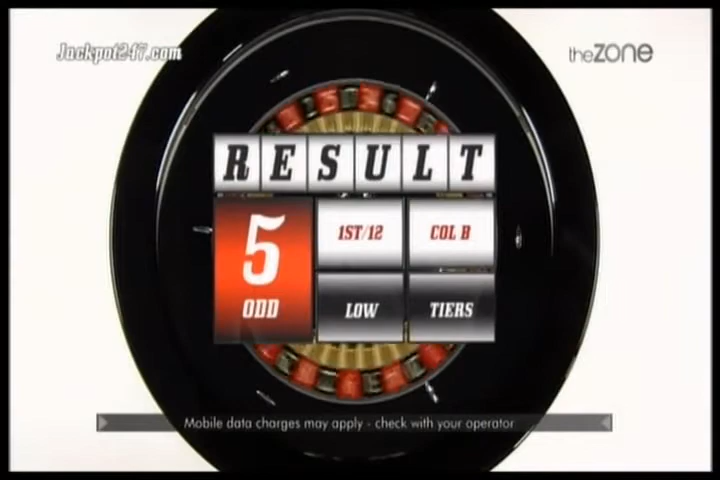 Jackpot247.com
theZONE
RESULT
5
ODD
1ST/12
COL B
LOW
TIERS
Mobile data charges may apply - check with your operator